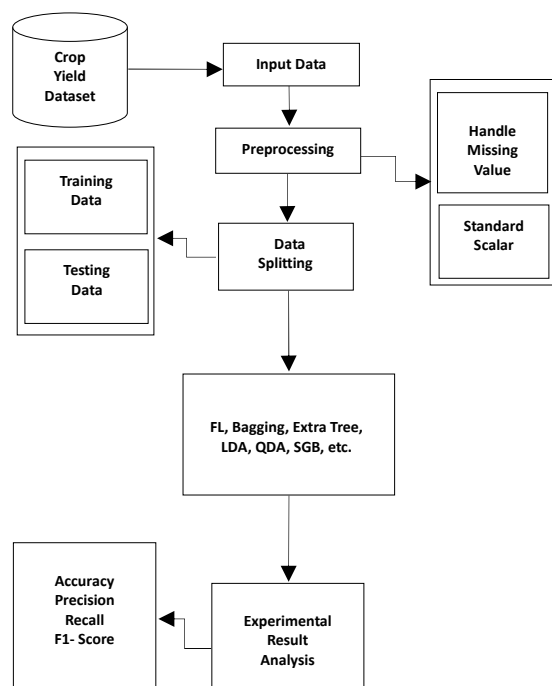 Crop
Yield
Dataset
Input Data
Preprocessing
Handle
Missing
Value
Standard
Scalar
Training
Data
Testing
Data
Data
Splitting
FL, Bagging, Extra Tree,
LDA, QDA, SGB, etc.
Accuracy
Precision
Recall
F1- Score
Experimental
Result
Analysis